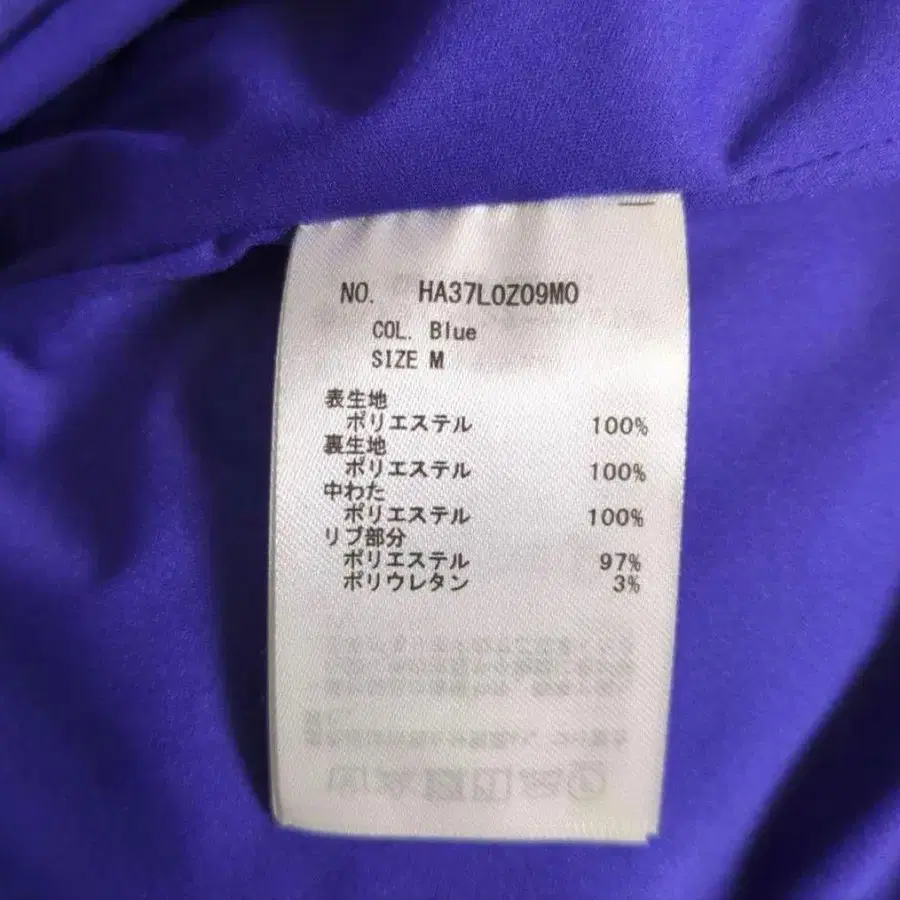 NO. HA37LOZ09MO
COL. Blue
SIZE M
表生地
ポリエステル 100%
裏生地
ポリエステル 100%
中わた
ポリエステル 100%
リブ部分
ポリエステル 97%
ポリウレタン 3%